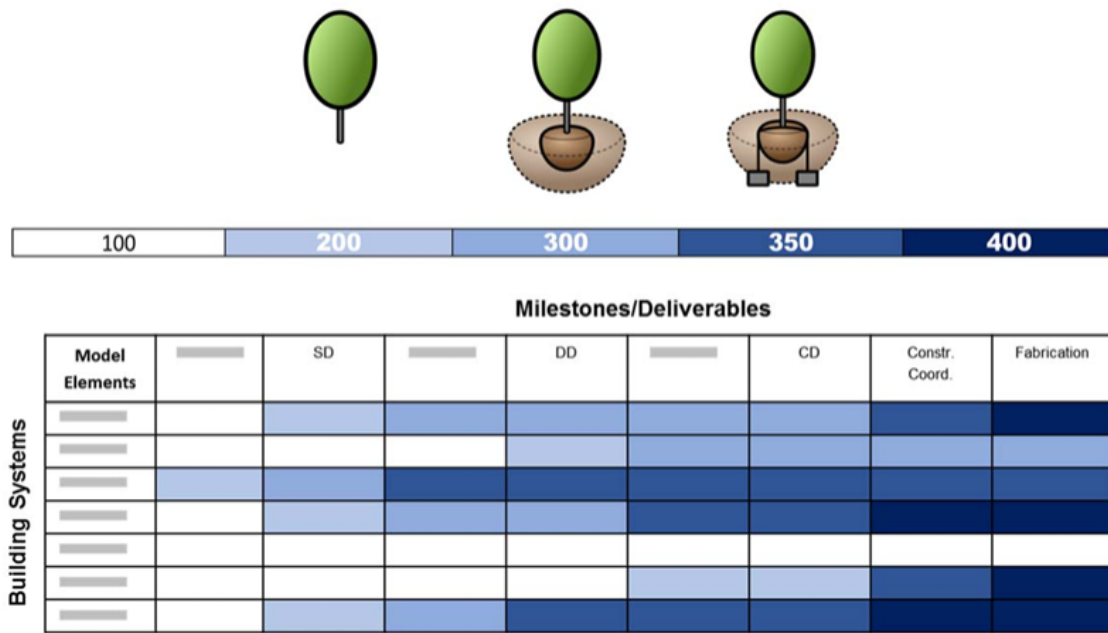 100 200 300 350 400
Milestones/Deliverables
Model SD DD CD Constr. Fabrication
Elements Coord.
Building Systems